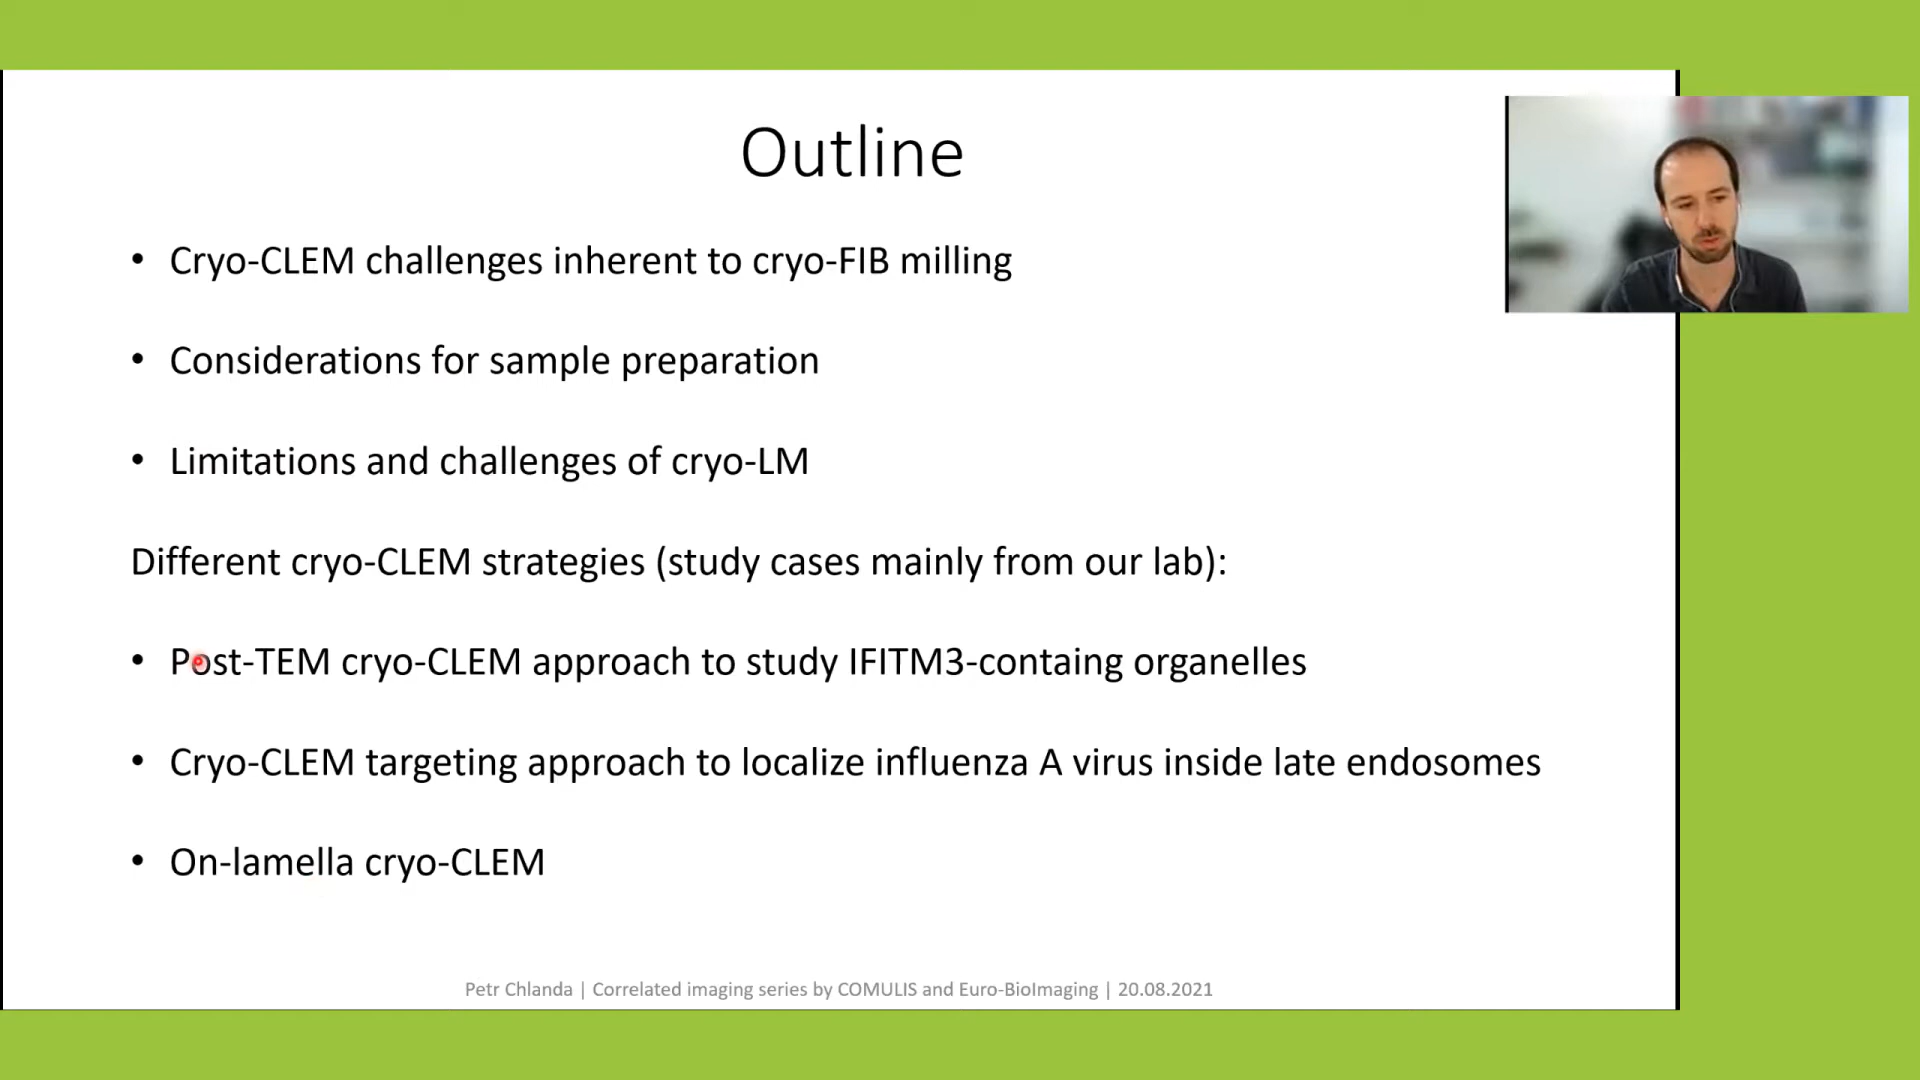 Outline
• Cryo-CLEM challenges inherent to cryo-FIB milling
• Considerations for sample preparation
• Limitations and challenges of cryo-LM
Different cryo-CLEM strategies (study cases mainly from our lab):
• Post-TEM cryo-CLEM approach to study IFITM3-containg organelles
• Cryo-CLEM targeting approach to localize influenza A virus inside late endosomes
• On-lamella cryo-CLEM
Petr Chlanda | Correlated imaging series by COMULIS and Euro-BioImaging | 20.08.2021